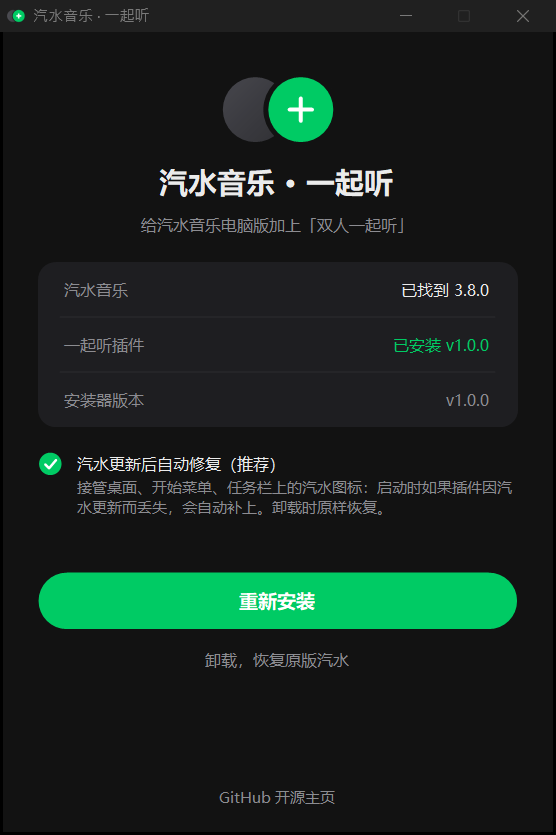 汽水音乐 · 一起听
汽水音乐 · 一起听
给汽水音乐电脑版加上「双人一起听」
汽水音乐 已找到 3.8.0
一起听插件 已安装 v1.0.0
安装器版本 v1.0.0
汽水更新后自动修复（推荐）
接管桌面、开始菜单、任务栏上的汽水图标：启动时如果插件因汽
水更新而丢失，会自动补上。卸载时原样恢复。
重新安装
卸载，恢复原版汽水
GitHub 开源主页